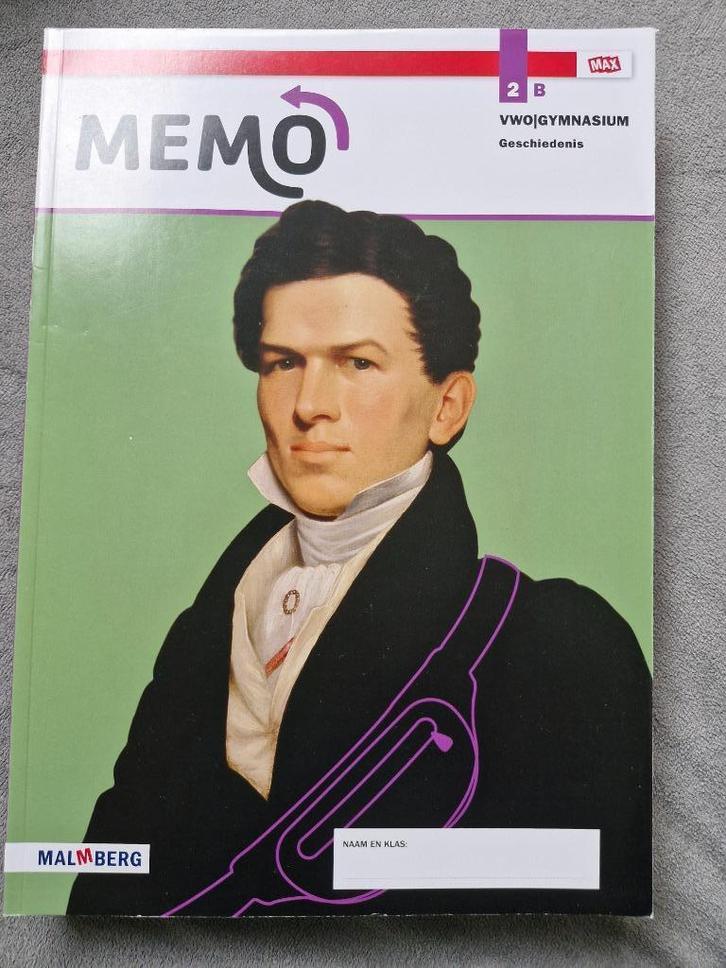 MAX
2 B
MEMO
VWO|GYMNASIUM
Geschiedenis
NAAM EN KLAS:
MALMBERG